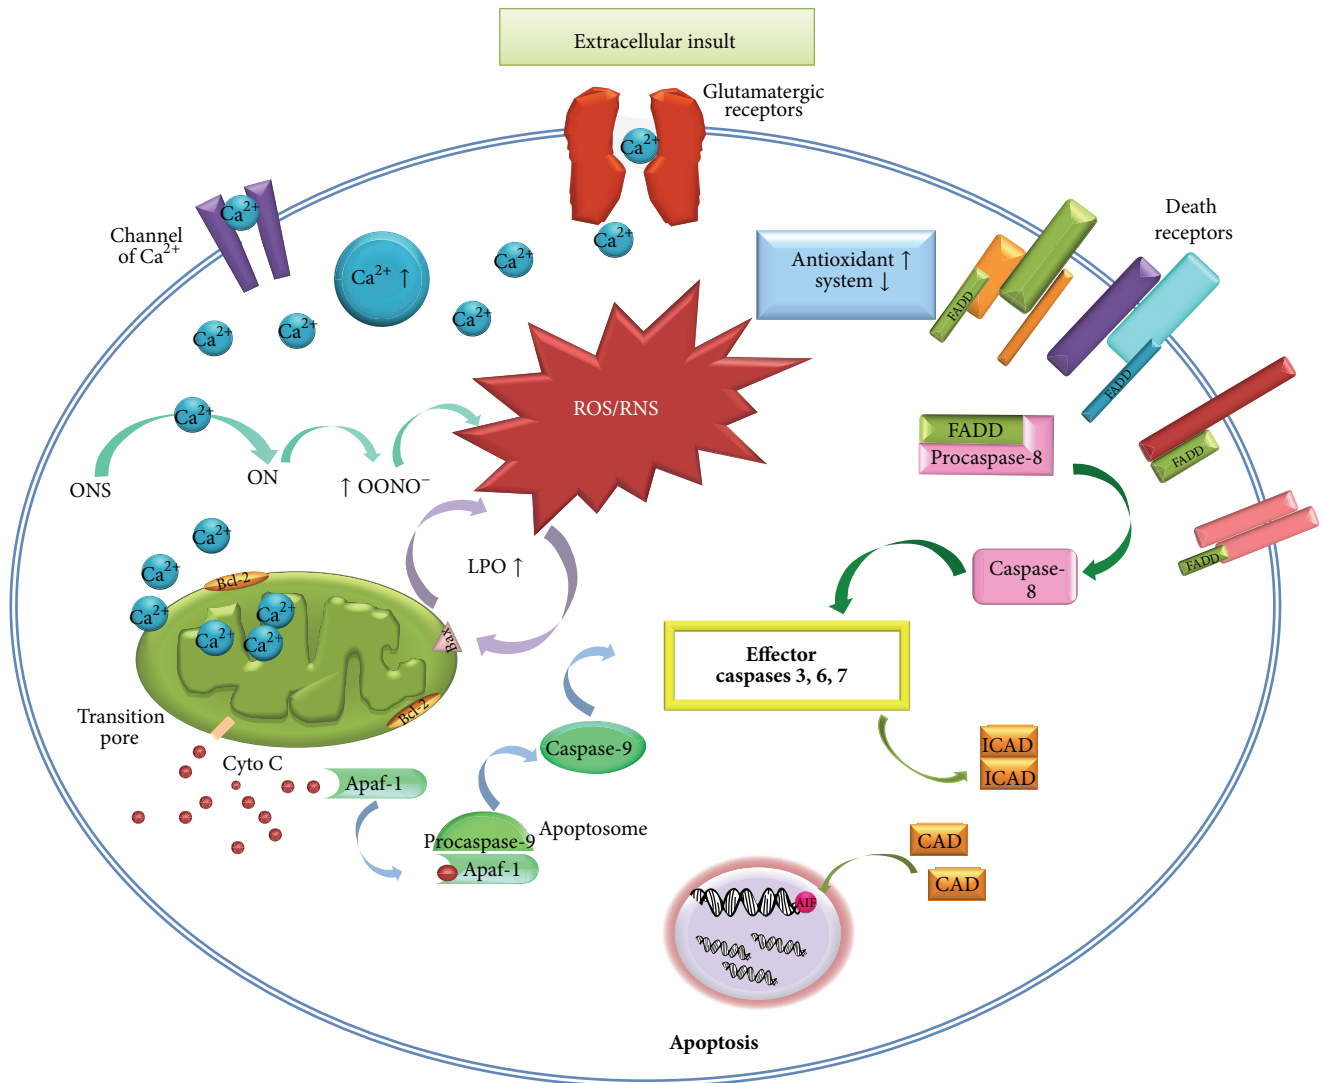 Extracellular insult
Glutamatergic
receptors
Ca²⁺
Channel
of Ca²⁺
Ca²⁺
Ca²⁺ ↑
Ca²⁺
Ca²⁺
Ca²⁺
Ca²⁺
Ca²⁺
Antioxidant ↑
system ↓
Death
receptors
FADD
FADD
FADD
FADD
ROS/RNS
Ca²⁺
ONS
ON
↑ OONO⁻
FADD
Procaspase-8
Caspase-
8
LPO ↑
Ca²⁺
Ca²⁺
Ca²⁺
Bcl-2
Ca²⁺
Ca²⁺
Ca²⁺
Bax
Bcl-2
Effector
caspases 3, 6, 7
Transition
pore
Cyto C
Apaf-1
Caspase-9
Procaspase-9
Apoptosome
Apaf-1
ICAD
ICAD
CAD
CAD
AIF
Apoptosis